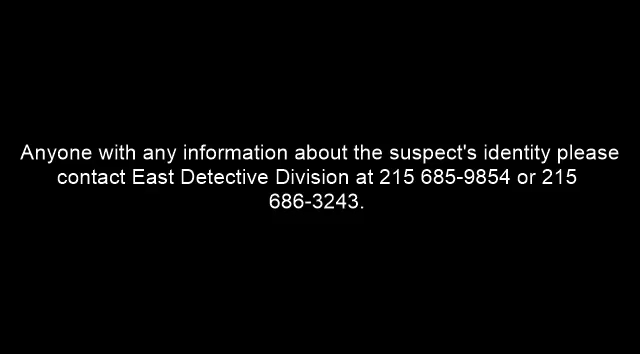 Anyone with any information about the suspect's identity please
contact East Detective Division at 215 685-9854 or 215
686-3243.